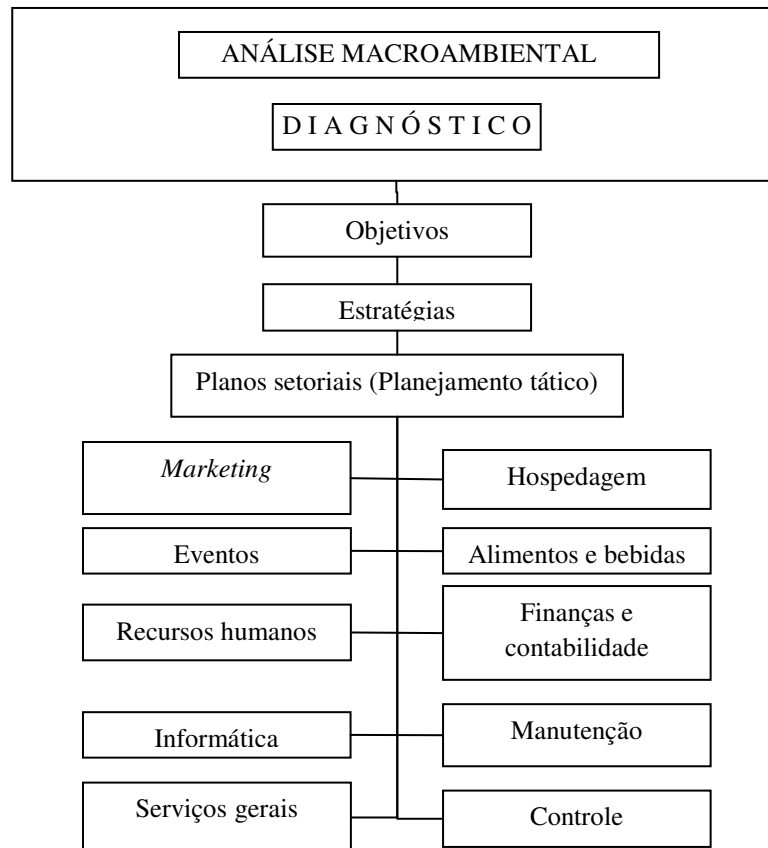 ANÁLISE MACROAMBIENTAL
D I A G N Ó S T I C O
Objetivos
Estratégias
Planos setoriais (Planejamento tático)
Marketing
Hospedagem
Eventos
Alimentos e bebidas
Recursos humanos
Finanças e
contabilidade
Informática
Manutenção
Serviços gerais
Controle